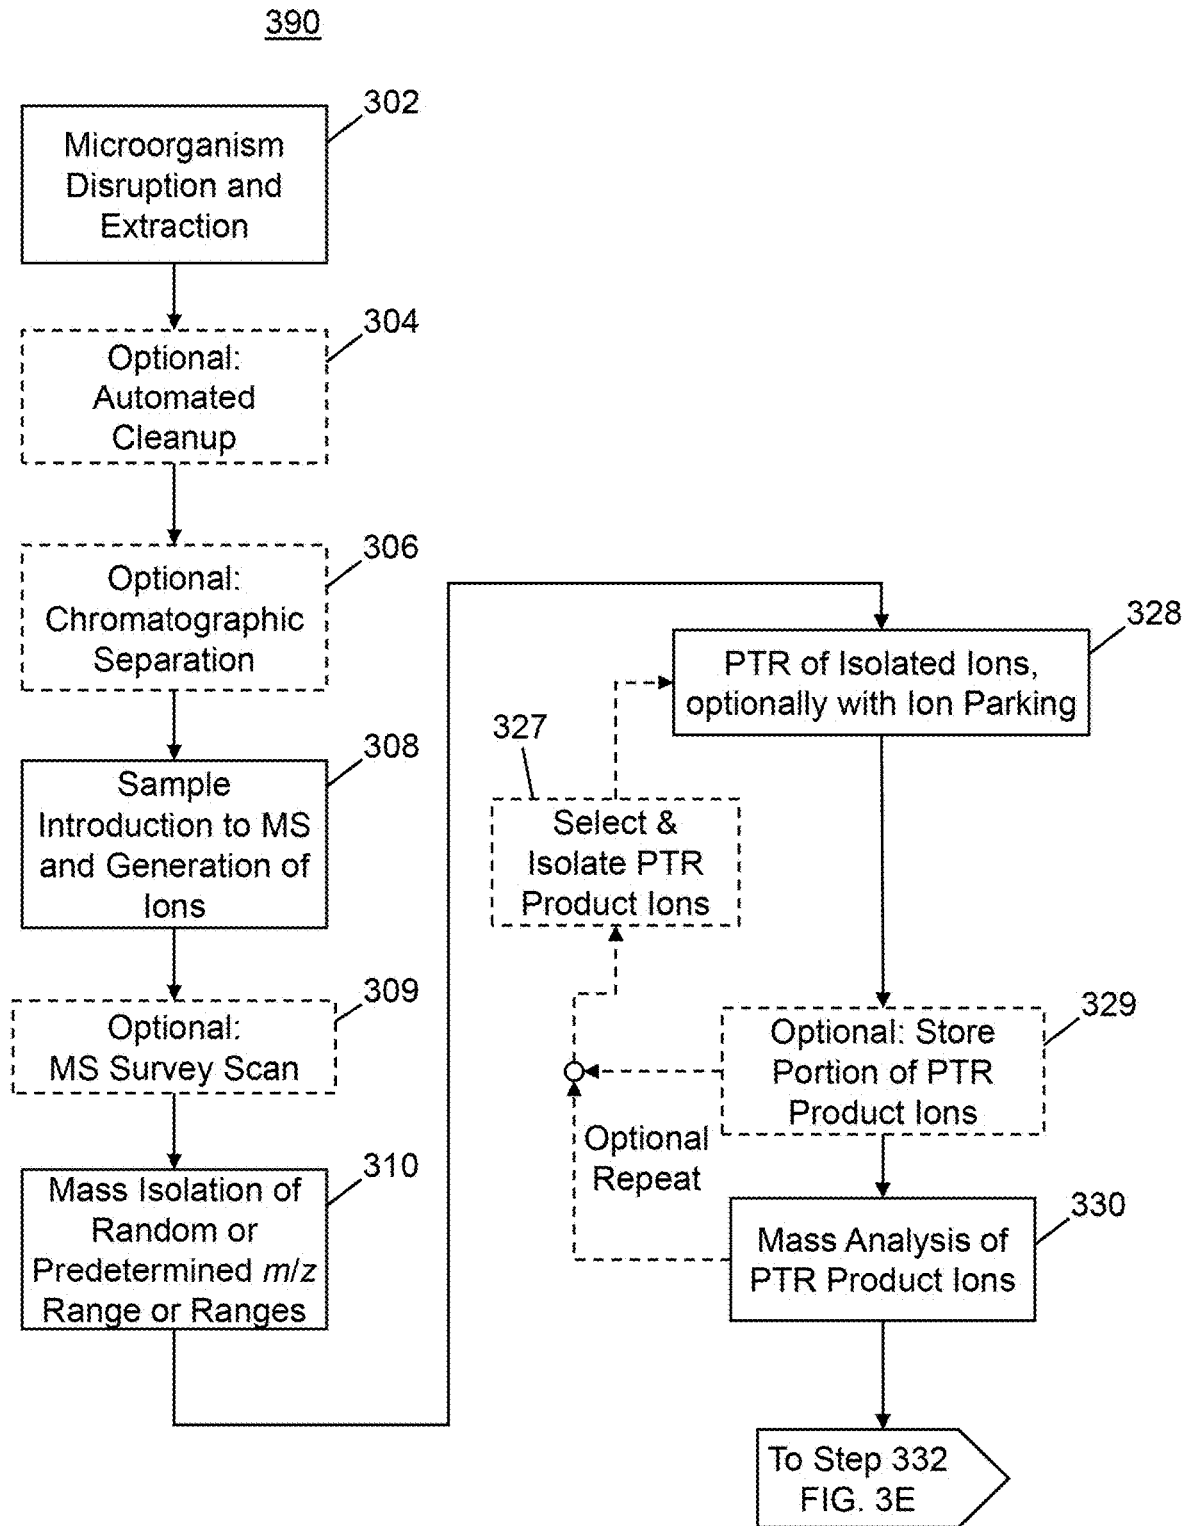 390
302
Microorganism
Disruption and
Extraction
304
Optional:
Automated
Cleanup
306
Optional:
Chromatographic
Separation
308
Sample
Introduction to MS
and Generation of
Ions
309
Optional:
MS Survey Scan
310
Mass Isolation of
Random or
Predetermined m/z
Range or Ranges
328
PTR of Isolated Ions,
optionally with Ion Parking
327
Select &
Isolate PTR
Product Ions
329
Optional: Store
Portion of PTR
Product Ions
Optional
Repeat
330
Mass Analysis of
PTR Product Ions
To Step 332
FIG. 3E